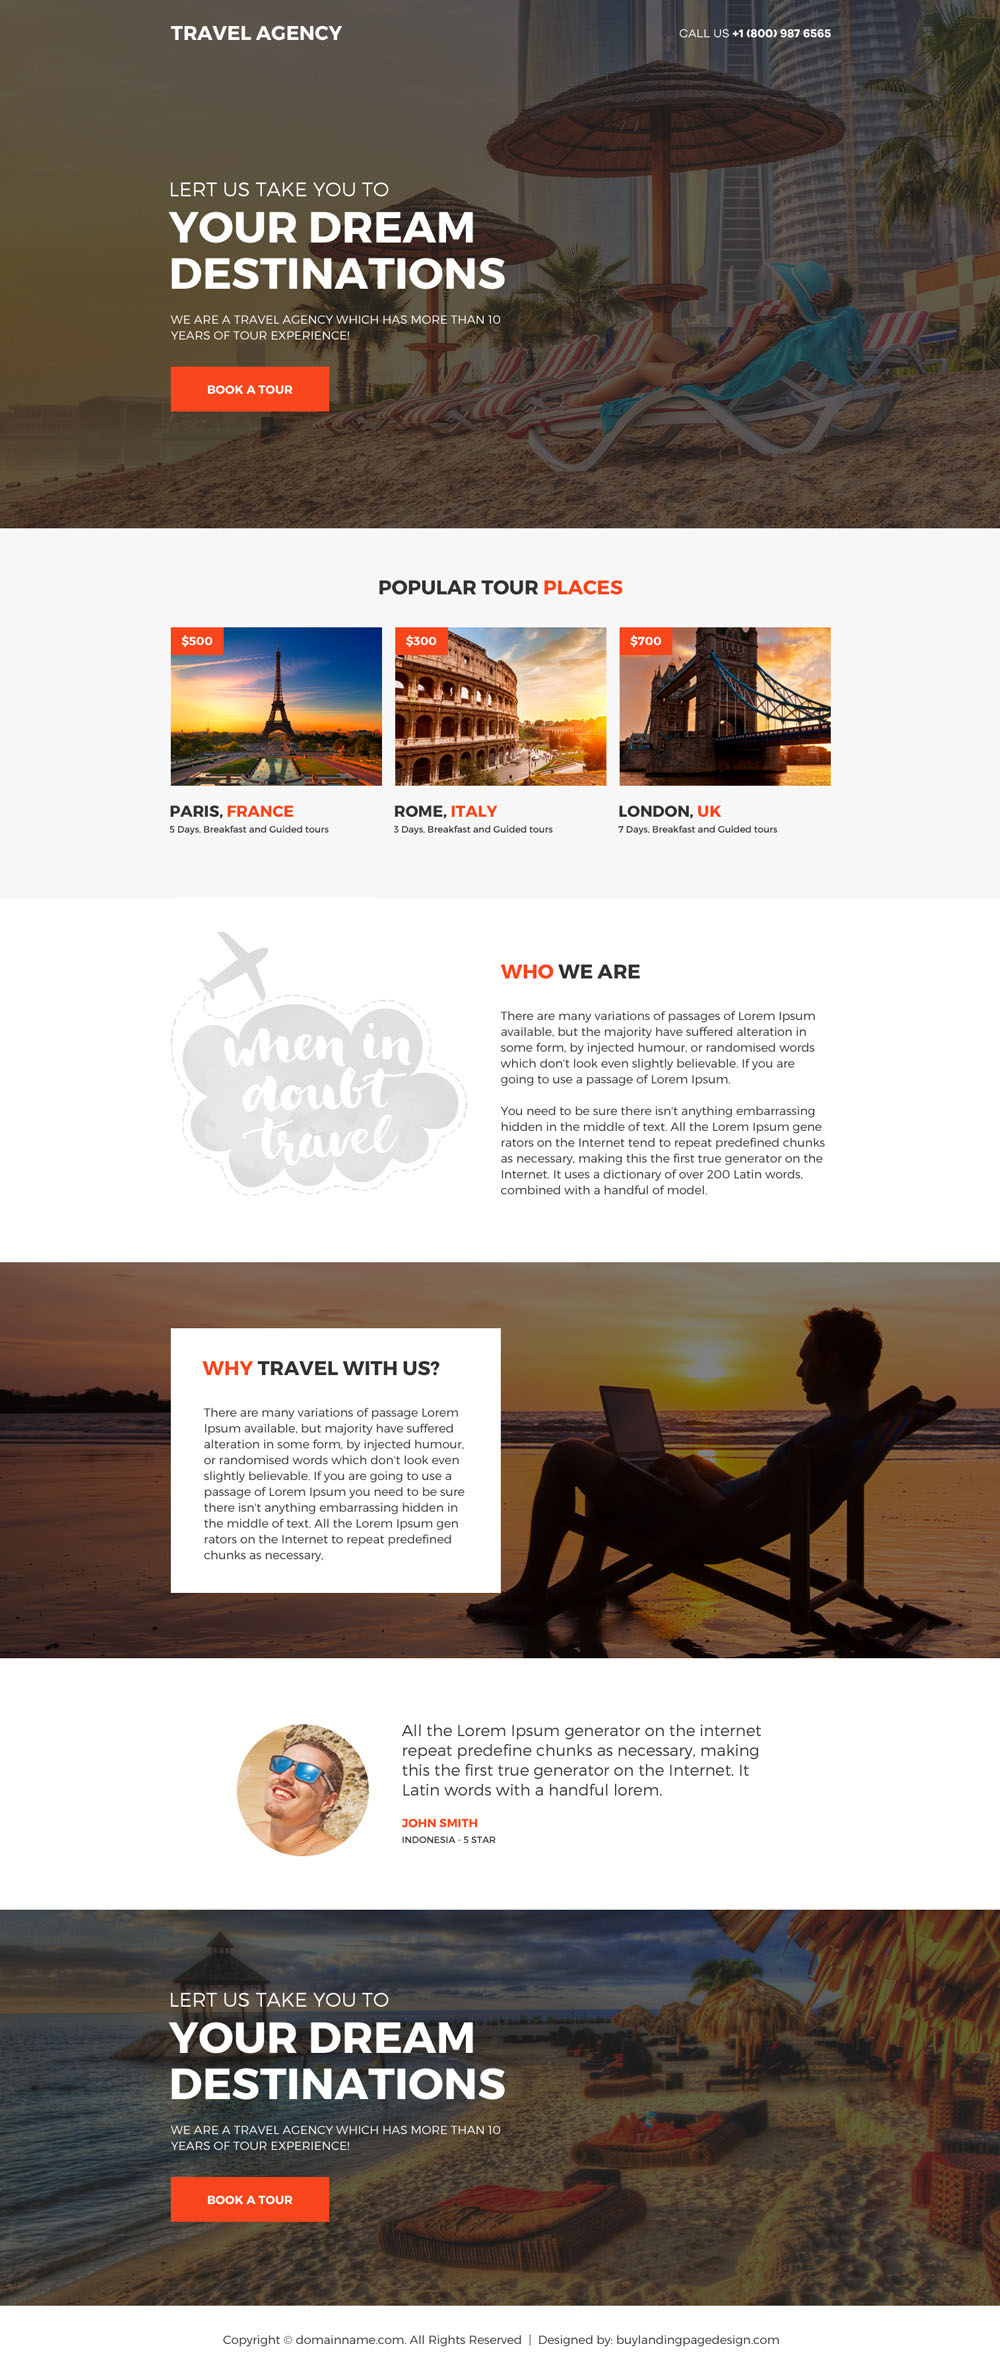 TRAVEL AGENCY
CALL US +1 (800) 987 6565
LERT US TAKE YOU TO
YOUR DREAM
DESTINATIONS
WE ARE A TRAVEL AGENCY WHICH HAS MORE THAN 10
YEARS OF TOUR EXPERIENCE!
BOOK A TOUR
POPULAR TOUR PLACES
$500
$300
$700
PARIS, FRANCE
5 Days, Breakfast and Guided tours
ROME, ITALY
3 Days, Breakfast and Guided tours
LONDON, UK
7 Days, Breakfast and Guided tours
when in
doubt
travel
WHO WE ARE
There are many variations of passages of Lorem Ipsum
available, but the majority have suffered alteration in
some form, by injected humour, or randomised words
which don't look even slightly believable. If you are
going to use a passage of Lorem Ipsum.
You need to be sure there isn't anything embarrassing
hidden in the middle of text. All the Lorem Ipsum gene
rators on the Internet tend to repeat predefined chunks
as necessary, making this the first true generator on the
Internet. It uses a dictionary of over 200 Latin words,
combined with a handful of model.
WHY TRAVEL WITH US?
There are many variations of passage Lorem
Ipsum available, but majority have suffered
alteration in some form, by injected humour,
or randomised words which don't look even
slightly believable. If you are going to use a
passage of Lorem Ipsum you need to be sure
there isn't anything embarrassing hidden in
the middle of text. All the Lorem Ipsum gen
rators on the Internet to repeat predefined
chunks as necessary,
All the Lorem Ipsum generator on the internet
repeat predefine chunks as necessary, making
this the first true generator on the Internet. It
Latin words with a handful lorem.
JOHN SMITH
INDONESIA - 5 STAR
LERT US TAKE YOU TO
YOUR DREAM
DESTINATIONS
WE ARE A TRAVEL AGENCY WHICH HAS MORE THAN 10
YEARS OF TOUR EXPERIENCE!
BOOK A TOUR
Copyright © domainname.com. All Rights Reserved | Designed by: buylandingpagedesign.com